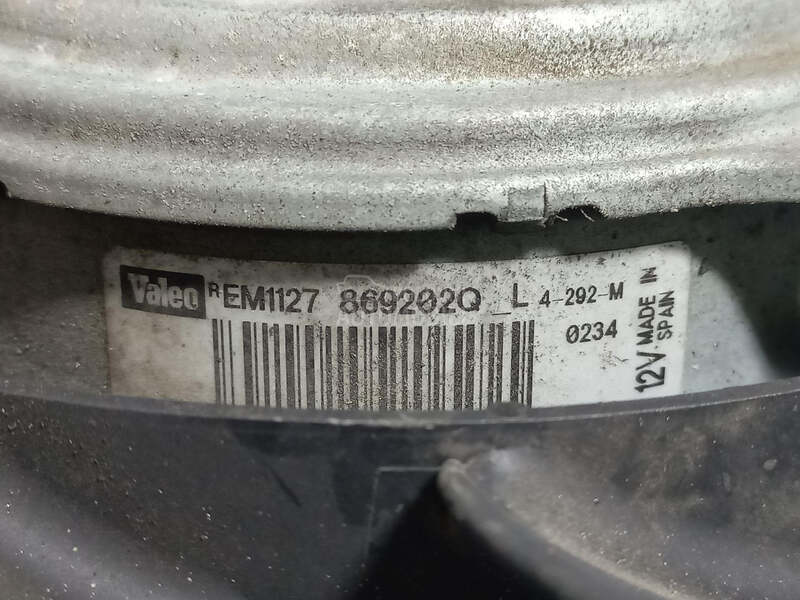 Valeo REM1127 869202Q _L 4-292-M
0234
12V MADE IN
SPAIN